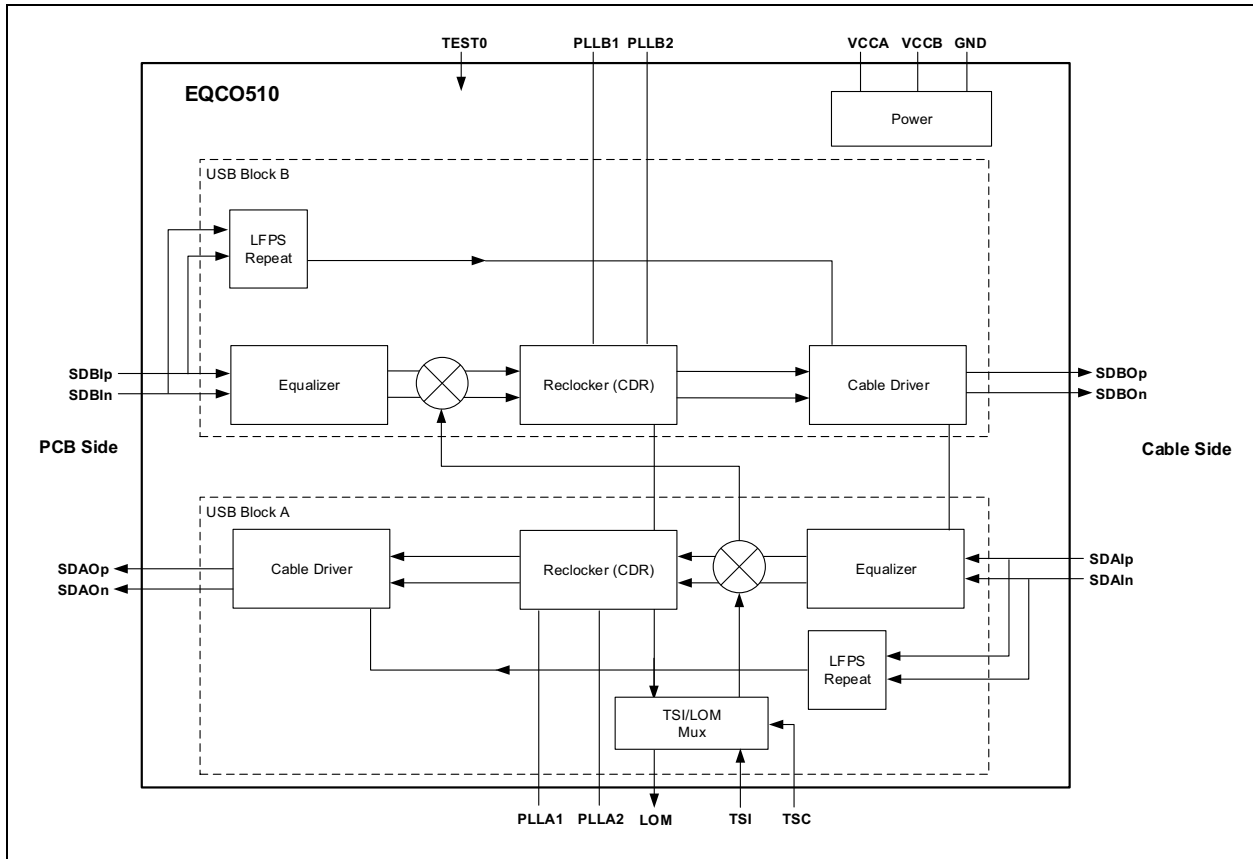 TEST0
PLLB1
PLLB2
VCCA
VCCB
GND
EQCO510
Power
USB Block B
LFPS
Repeat
SDBIp
SDBIn
Equalizer
Reclocker (CDR)
Cable Driver
SDBOp
SDBOn
PCB Side
Cable Side
USB Block A
SDAOp
SDAOn
Cable Driver
Reclocker (CDR)
Equalizer
SDAIp
SDAIn
LFPS
Repeat
TSI/LOM
Mux
PLLA1
PLLA2
LOM
TSI
TSC